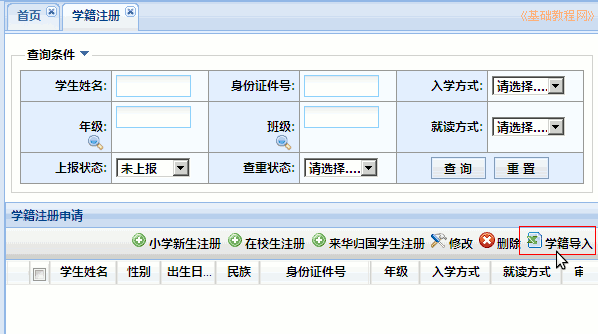 首页 学籍注册 《基础教程网》
查询条件
学生姓名: 身份证件号: 入学方式: 请选择....
年级: 班级: 就读方式: 请选择....
上报状态: 未上报 查重状态: 请选择.... 查 询 重 置
学籍注册申请
小学新生注册 在校生注册 来华归国学生注册 修改 删除 学籍导入
学生姓名 性别 出生日... 民族 身份证件号 年级 入学方式 就读方式 审